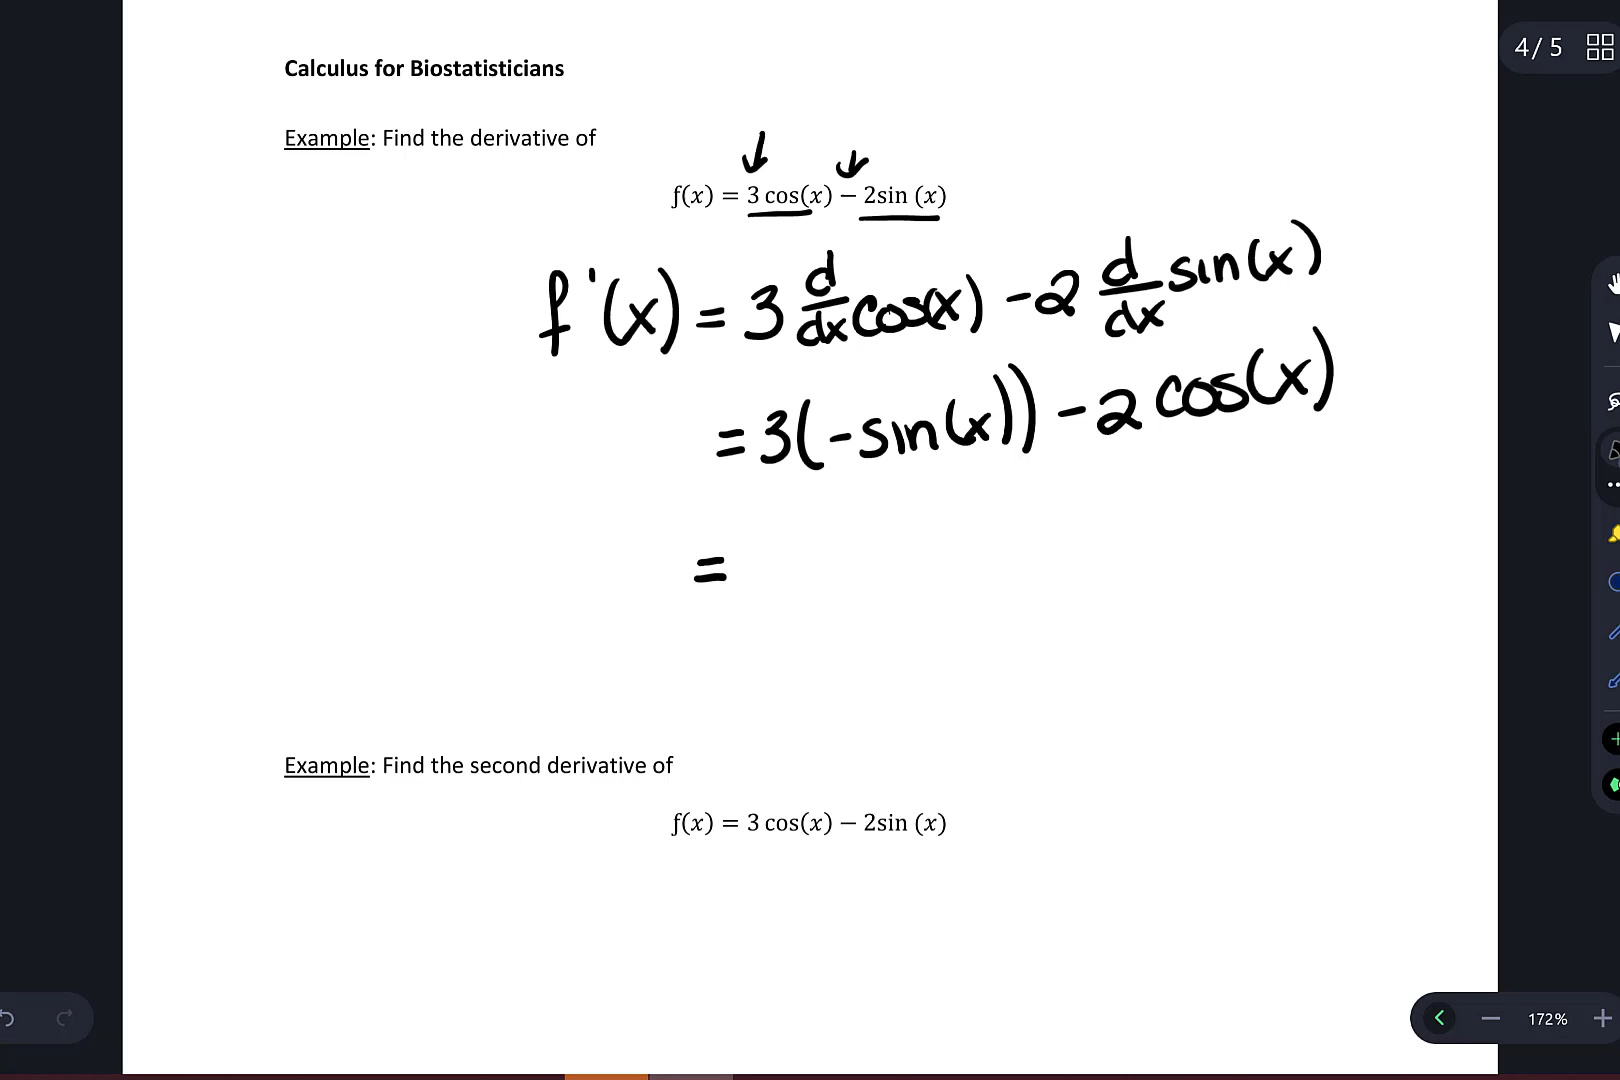 4/ 5
Calculus for Biostatisticians
Example: Find the derivative of
f(x) = 3 cos(x) − 2sin (x)
f'(x) = 3 d/dx cos(x) - 2 d/dx sin(x)
= 3(-sin(x)) - 2 cos(x)
=
Example: Find the second derivative of
f(x) = 3 cos(x) − 2sin (x)
172%